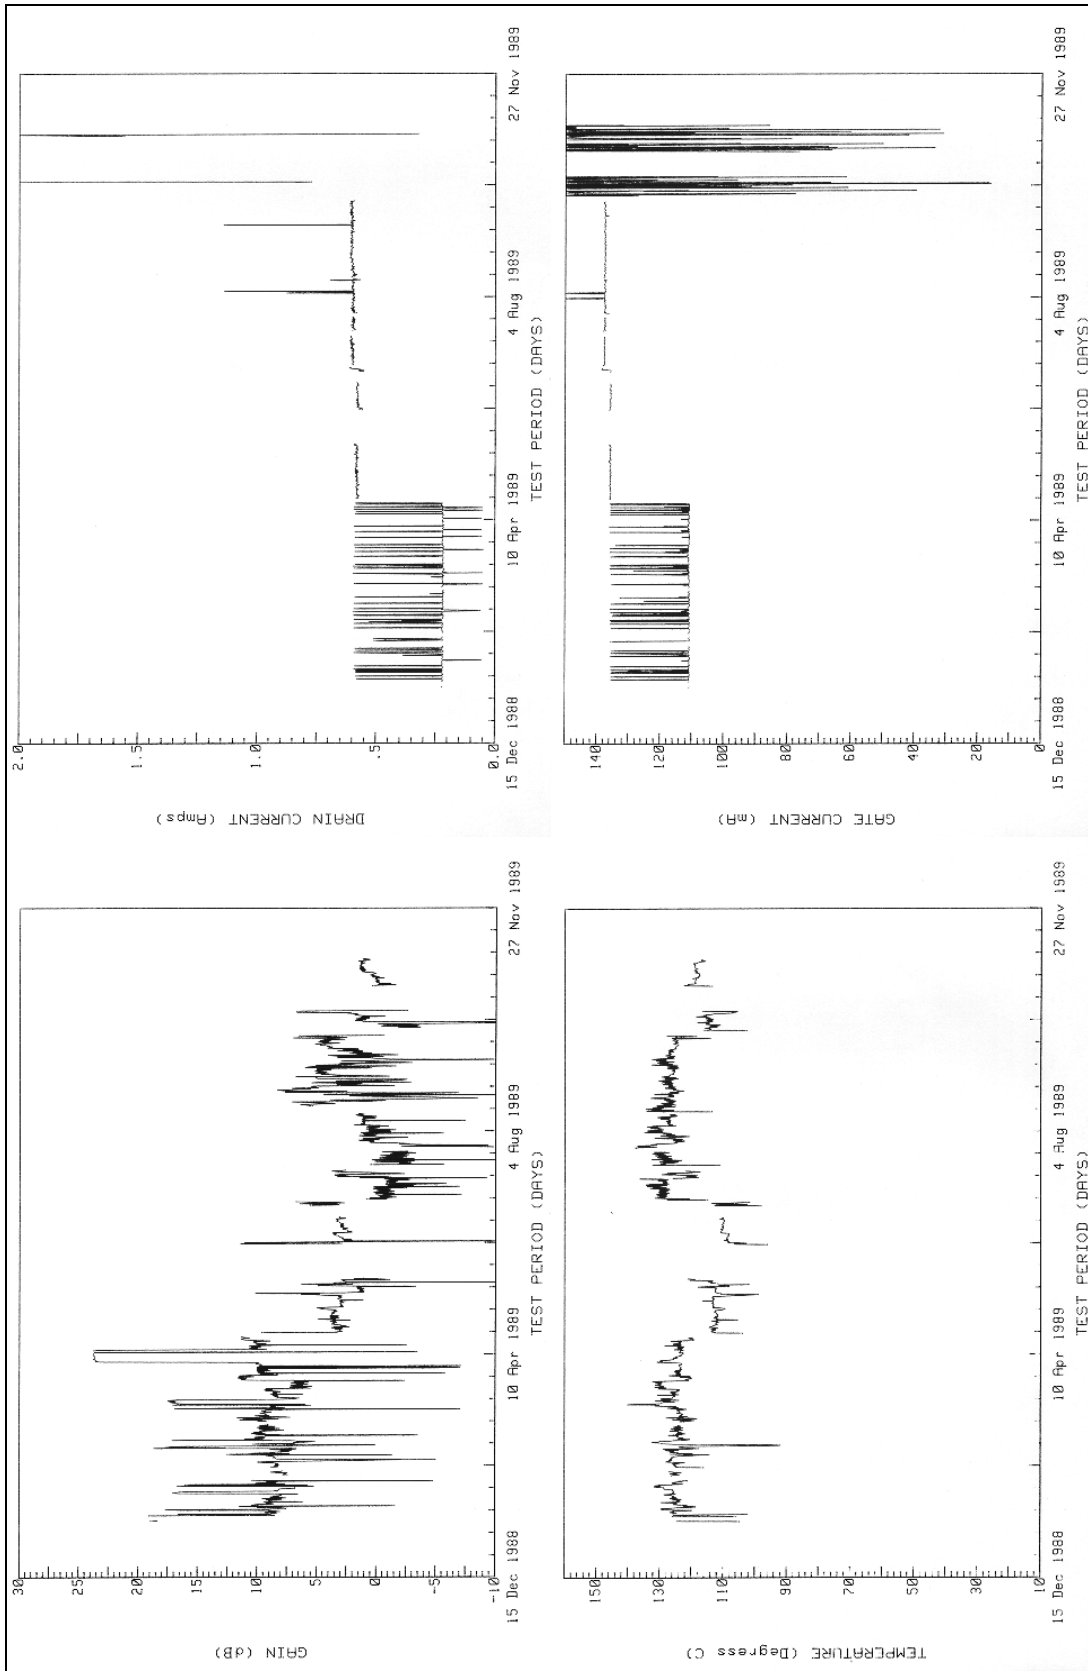 GAIN (dB)
30
25
20
15
10
5
0
-5
-10
15 Dec 1988
10 Apr 1989
4 Aug 1989
27 Nov 1989
TEST PERIOD (DAYS)
DRAIN CURRENT (Amps)
2.0
1.5
1.0
.5
0.0
15 Dec 1988
10 Apr 1989
4 Aug 1989
27 Nov 1989
TEST PERIOD (DAYS)
TEMPERATURE (Degress C)
150
130
110
90
70
50
30
10
15 Dec 1988
10 Apr 1989
4 Aug 1989
27 Nov 1989
TEST PERIOD (DAYS)
GATE CURRENT (mA)
140
120
100
80
60
40
20
0
15 Dec 1988
10 Apr 1989
4 Aug 1989
27 Nov 1989
TEST PERIOD (DAYS)